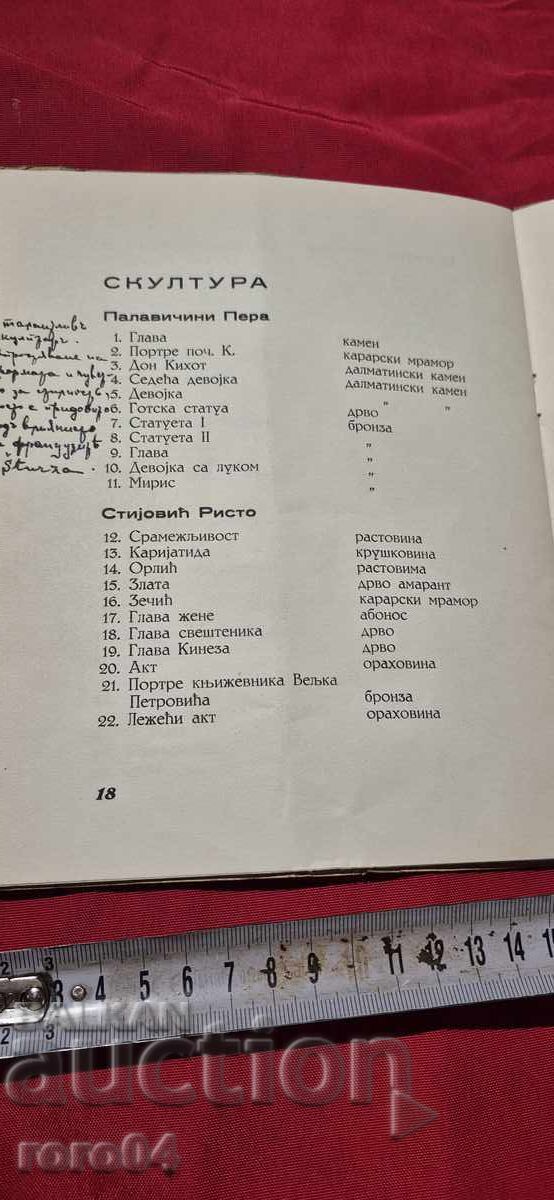 СКУЛТУРА
Палавичини Пера
1. Глава камен
2. Портре поч. К. карарски мрамор
3. Дон Кихот далматински камен
4. Седећа девојка далматински камен
5. Девојка „ „
6. Готска статуа дрво
7. Статуета I бронза
8. Статуета II „
9. Глава „
10. Девојка са луком „
11. Мирис „
Стијовић Ристо
12. Срамежљивост растовина
13. Каријатида крушковина
14. Орлић растовима
15. Злата дрво амарант
16. Зечић карарски мрамор
17. Глава жене абонос
18. Глава свештеника дрво
19. Глава Кинеза дрво
20. Акт ораховина
21. Портре књижевника Вељка
Петровића бронза
22. Лежећи акт ораховина
18
2 3
3 4 5 6 7 8 9 11 12 13 14
2 3
BALKAN
auction
roro04